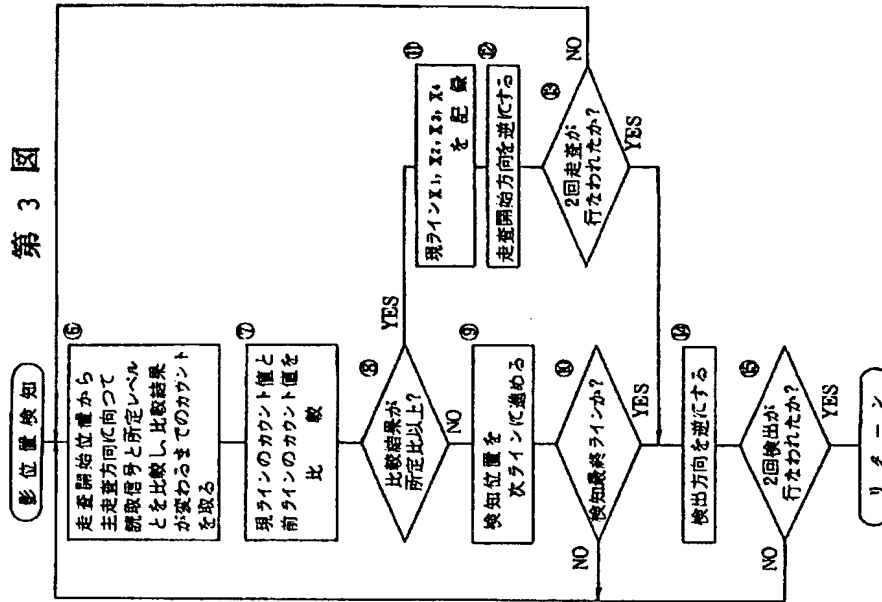 第 3 図
影位置検知
⑥
走査開始位置から
主走査方向に向つて
読取信号と所定レベル
とを比較し、比較結果
が変わるまでのカウント
を取る
⑦
現ラインのカウント値と
前ラインのカウント値を
比 較
⑧
比較結果が
所定比以上?
YES
NO
⑨
検知位置を
次ラインに進める
⑩
検知最終ラインか?
NO
YES
⑪
現ラインX1, X2, X3, X4
を 記 録
⑫
走査開始方向を逆にする
⑬
2回走査が
行なわれたか?
NO
YES
⑭
検出方向を逆にする
⑮
2回検出が
行なわれたか?
NO
YES
リ タ ー ン